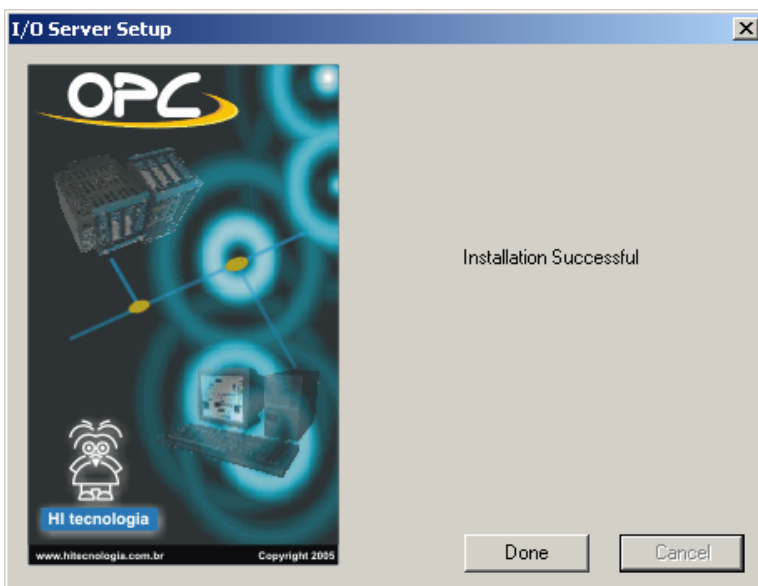 I/O Server Setup
OPC
Installation Successful
HI tecnologia
www.hitecnologia.com.br Copyright 2005
Done Cancel